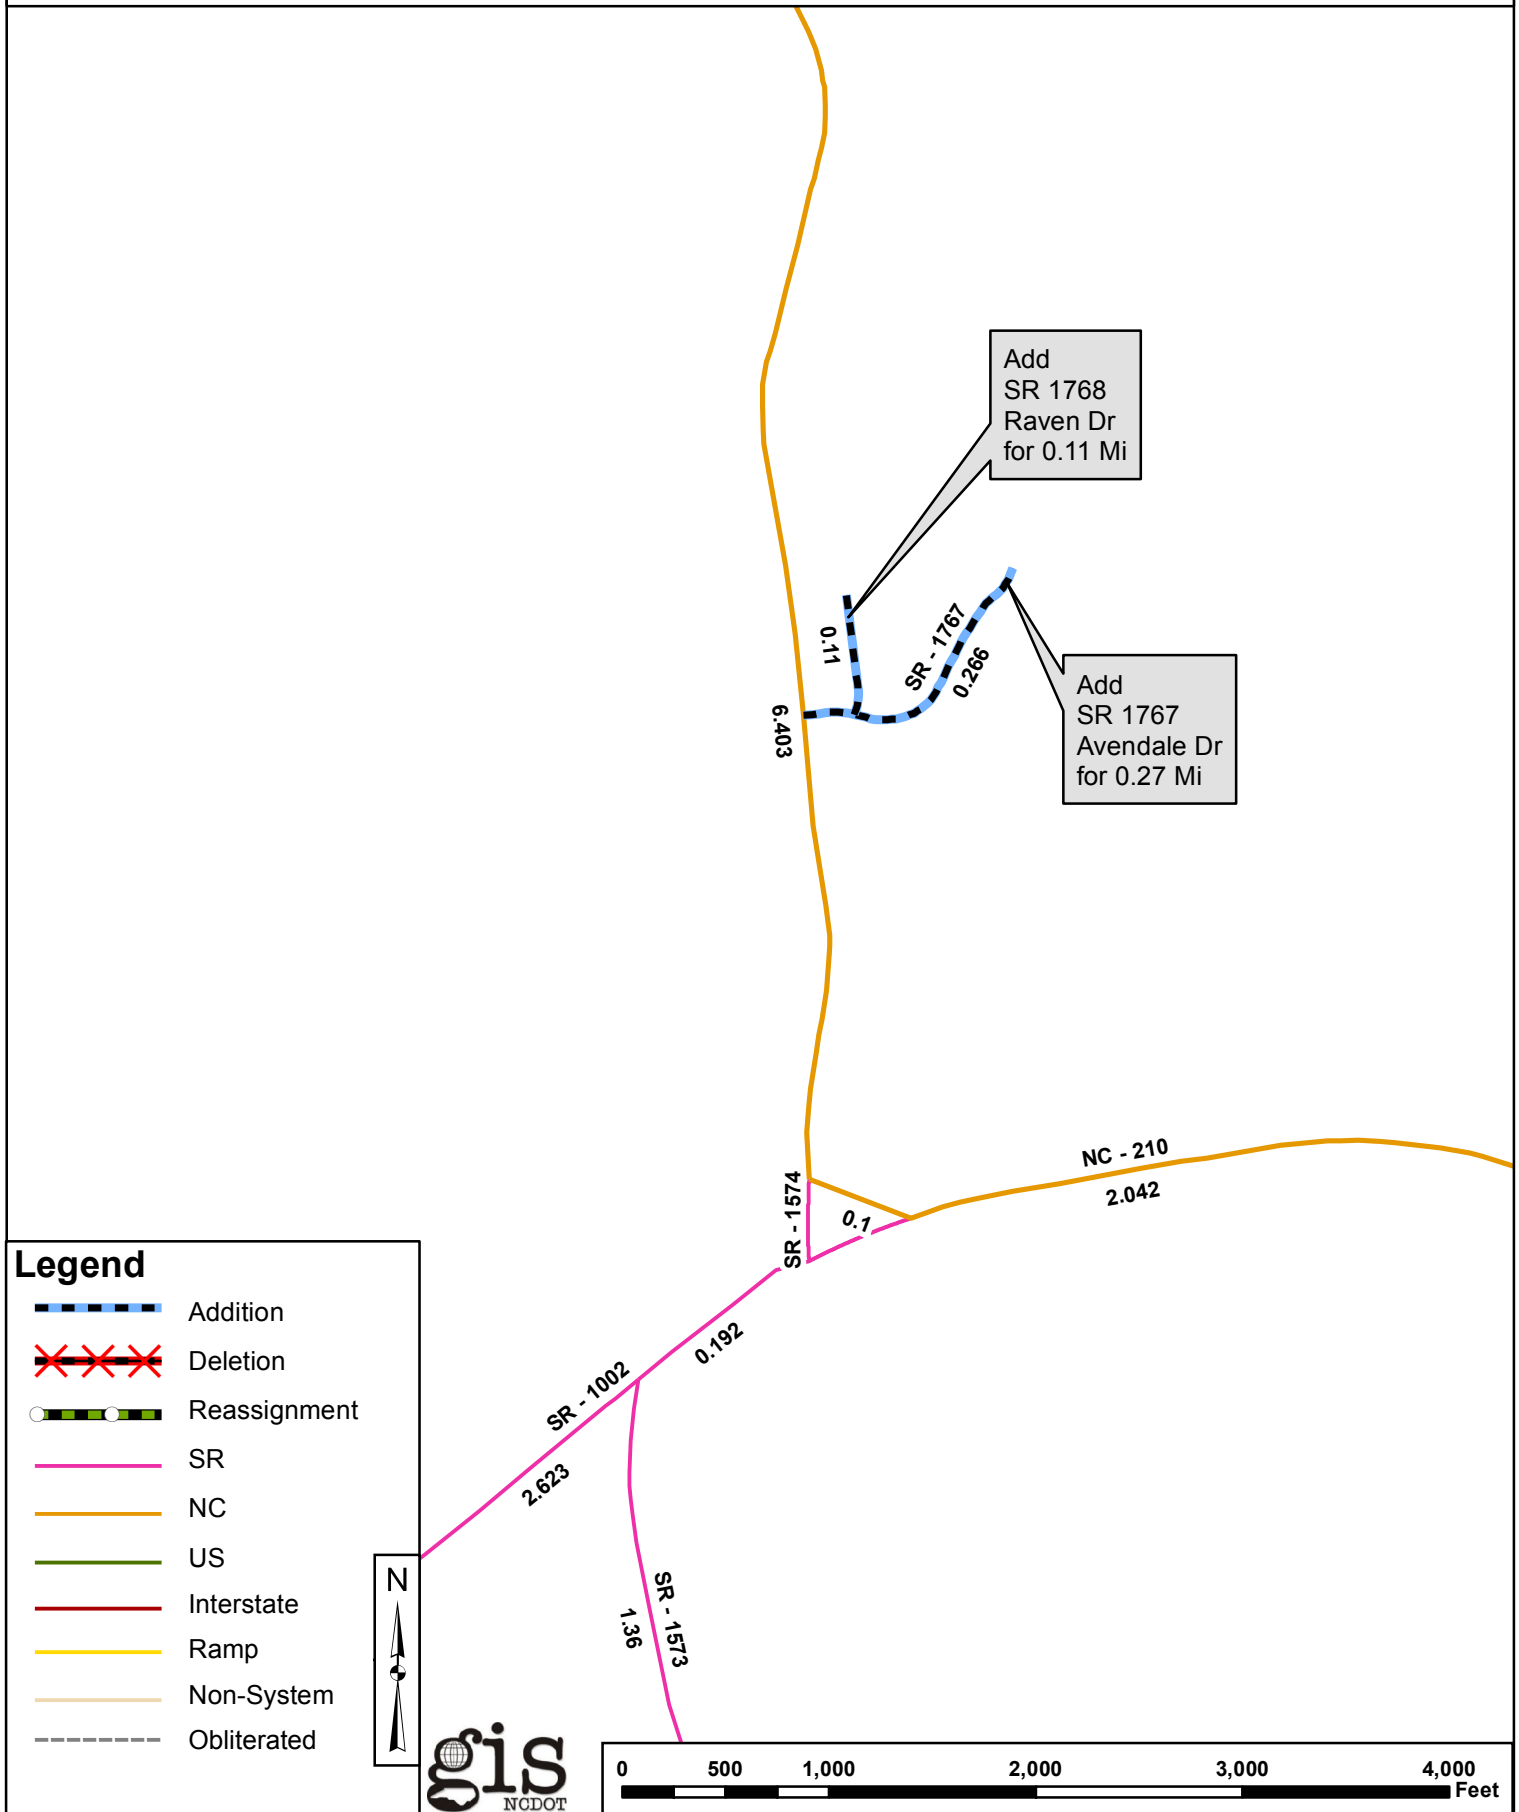 Add
SR 1768
Raven Dr
for 0.11 Mi
0.11
SR - 1767
0.266
Add
SR 1767
Avendale Dr
for 0.27 Mi
6.403
NC - 210
2.042
SR - 1574
0.1
0.192
SR - 1002
2.623
SR - 1573
1.36
Legend
Addition
Deletion
Reassignment
SR
NC
US
Interstate
Ramp
Non-System
Obliterated
N
gis
NCDOT
0 500 1,000 2,000 3,000 4,000
Feet